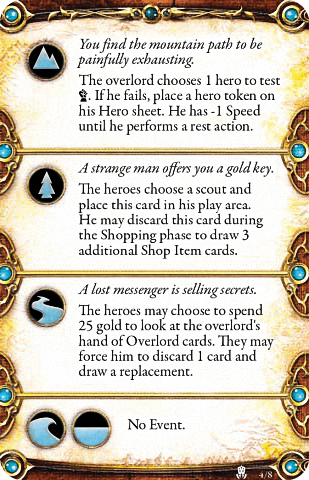 You find the mountain path to be
painfully exhausting.
The overlord chooses 1 hero to test
. If he fails, place a hero token on
his Hero sheet. He has -1 Speed
until he performs a rest action.
A strange man offers you a gold key.
The heroes choose a scout and
place this card in his play area.
He may discard this card during
the Shopping phase to draw 3
additional Shop Item cards.
A lost messenger is selling secrets.
The heroes may choose to spend
25 gold to look at the overlord's
hand of Overlord cards. They may
force him to discard 1 card and
draw a replacement.
No Event.
4/8